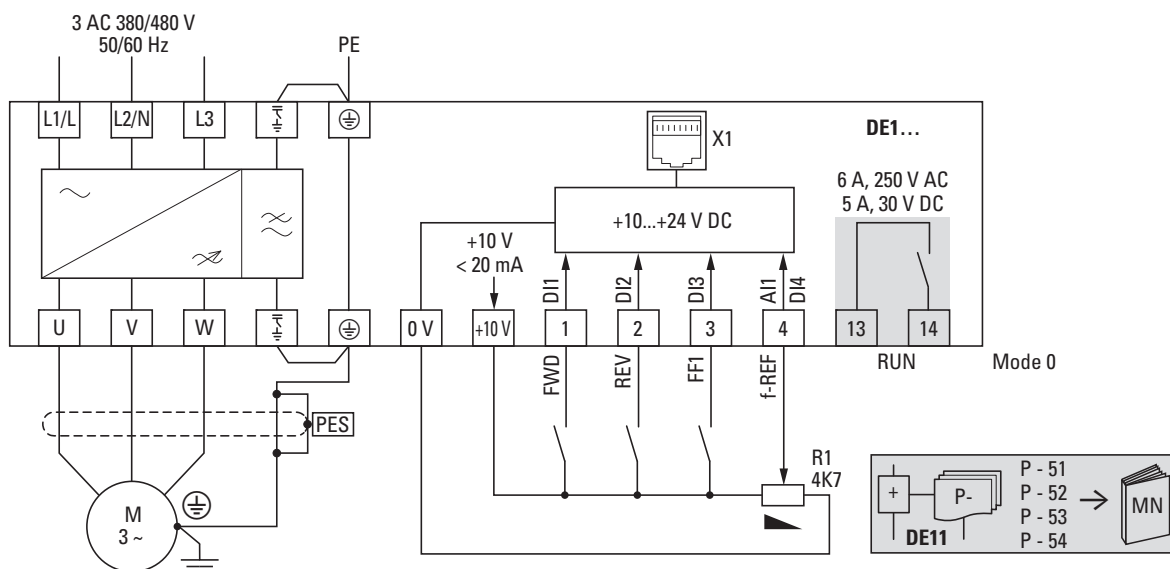 3 AC 380/480 V
50/60 Hz
PE
L1/L
L2/N
L3
X1
DE1...
6 A, 250 V AC
5 A, 30 V DC
+10...+24 V DC
+10 V
< 20 mA
DI1
DI2
DI3
AI1
DI4
U
V
W
0 V
+10 V
1
2
3
4
13
14
FWD
REV
FF1
f-REF
RUN
Mode 0
PES
R1
4K7
M
3 ~
+
P-
DE11
P - 51
P - 52
P - 53
P - 54
MN